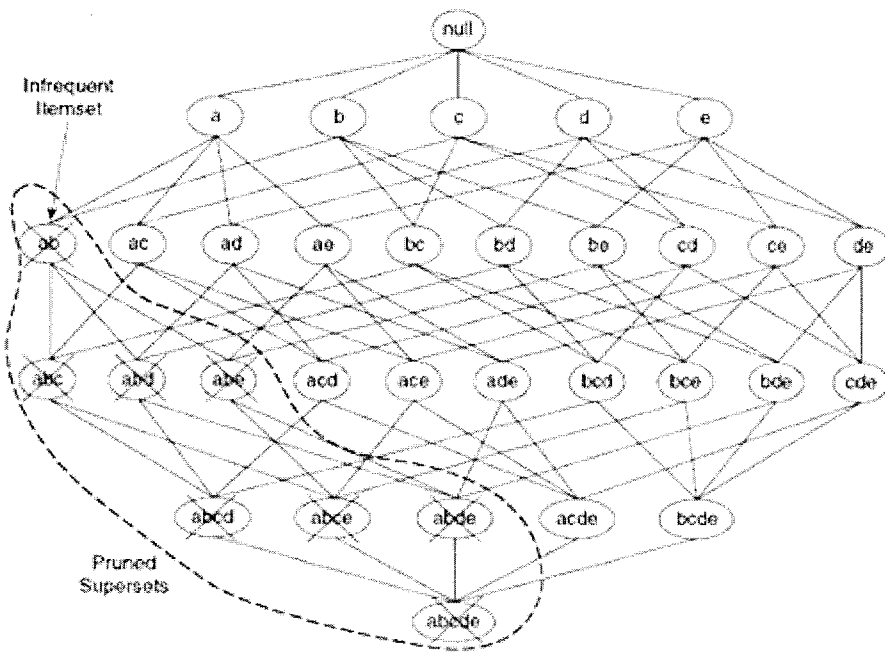 null
Infrequent
Itemset
a b c d e
ab ac ad ae bc bd be cd ce de
abc abd abe acd ace ade bcd bce bde cde
abcd abce abde acde bcde
Pruned
Supersets
abcde